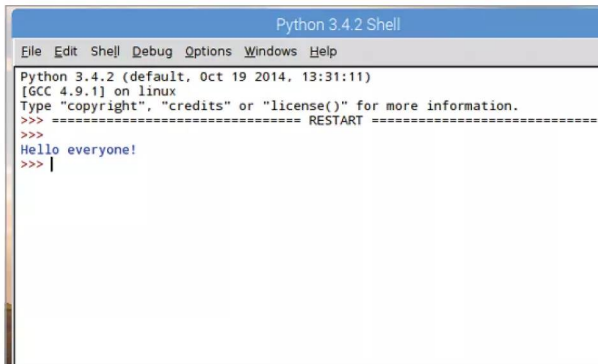 Python 3.4.2 Shell
File Edit Shell Debug Options Windows Help
Python 3.4.2 (default, Oct 19 2014, 13:31:11)
[GCC 4.9.1] on linux
Type "copyright", "credits" or "license()" for more information.
>>> ================================ RESTART =============================
>>>
Hello everyone!
>>>